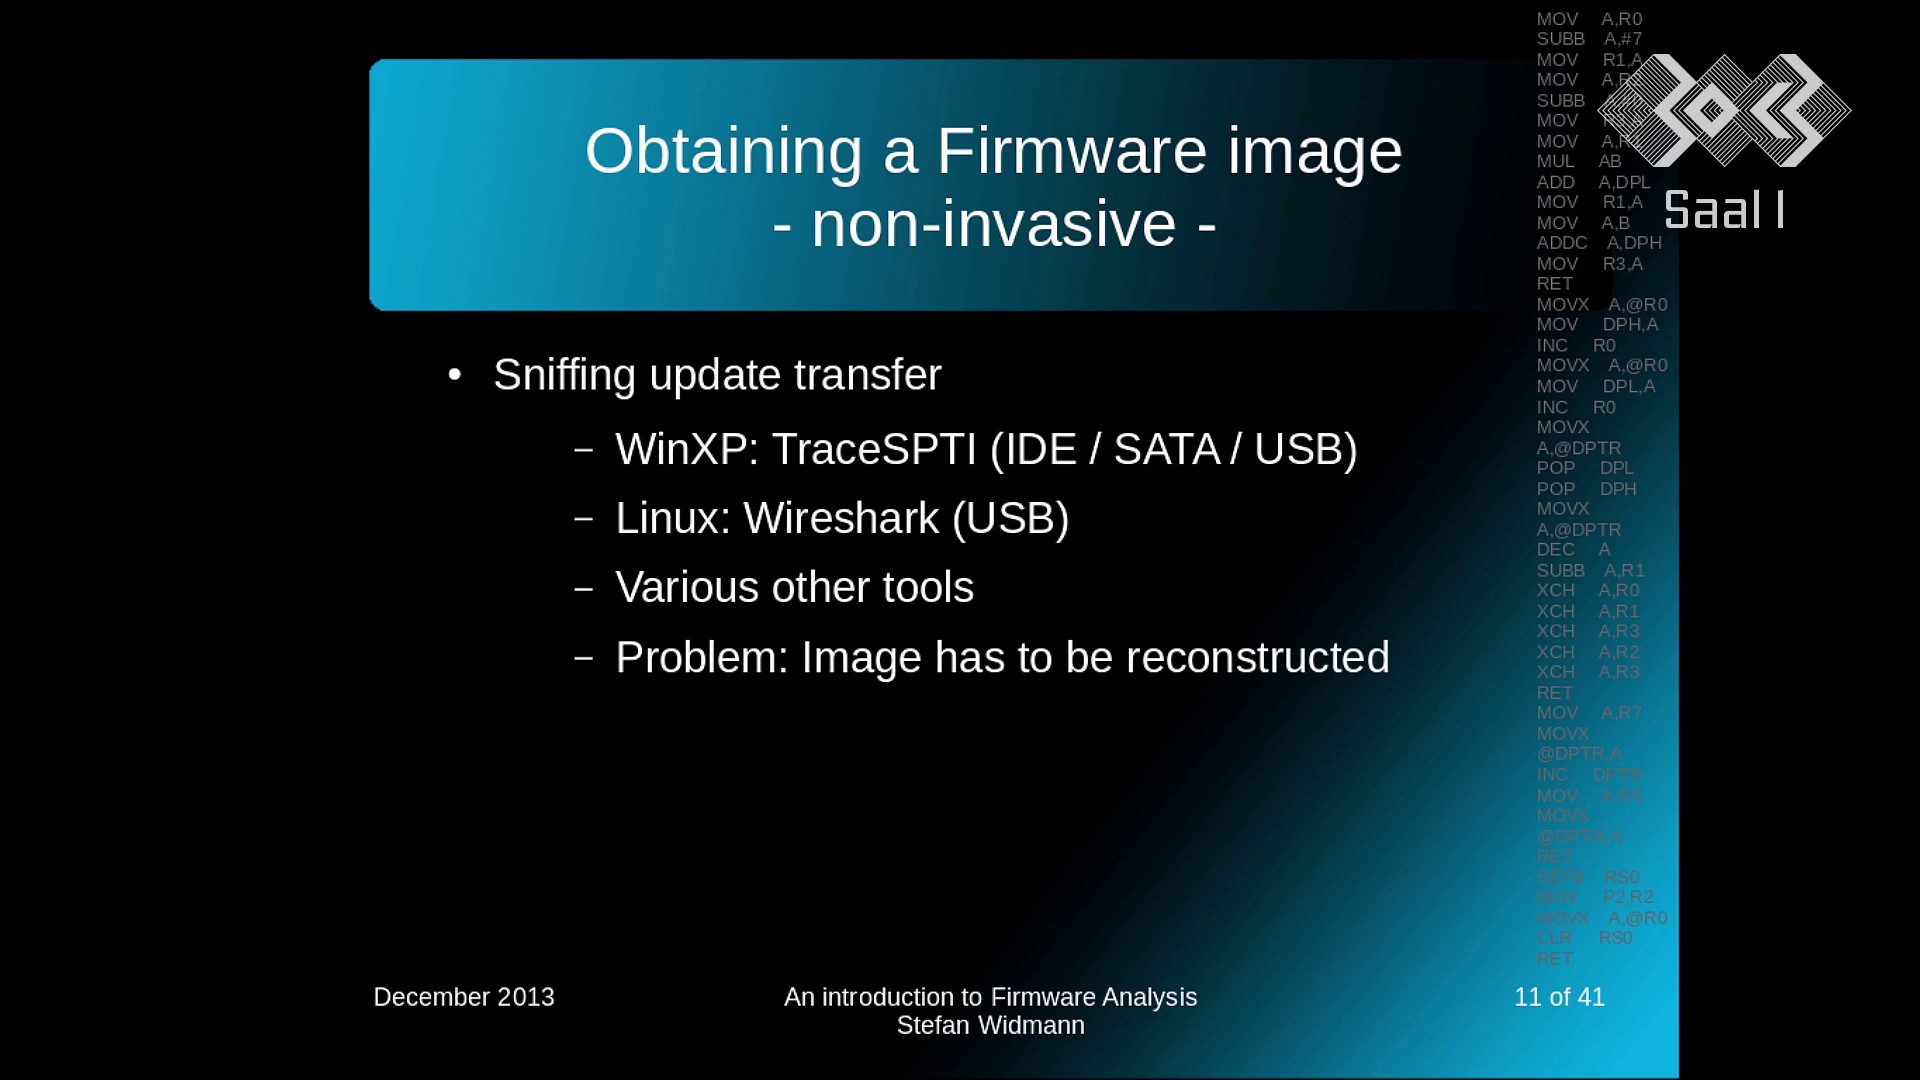 Obtaining a Firmware image
- non-invasive -
• Sniffing update transfer
– WinXP: TraceSPTI (IDE / SATA / USB)
– Linux: Wireshark (USB)
– Various other tools
– Problem: Image has to be reconstructed
December 2013
An introduction to Firmware Analysis
Stefan Widmann
11 of 41
Saal 1
MOV A,R0
SUBB A,#7
MOV R1,A
MOV
SUBB
MOV
MOV
MUL AB
ADD A,DPL
MOV R1,A
MOV A,B
ADDC A,DPH
MOV R3,A
RET
MOVX A,@R0
MOV DPH,A
INC R0
MOVX A,@R0
MOV DPL,A
INC R0
MOVX
A,@DPTR
POP DPL
POP DPH
MOVX
A,@DPTR
DEC A
SUBB A,R1
XCH A,R0
XCH A,R1
XCH A,R3
XCH A,R2
XCH A,R3
RET
MOV A,R7
MOVX
@DPTR,A
INC DPTR
MOV
MOVX
@DPTR,A
RET
SETB RS0
MOV P2,R2
MOVX A,@R0
CLR RS0
RET